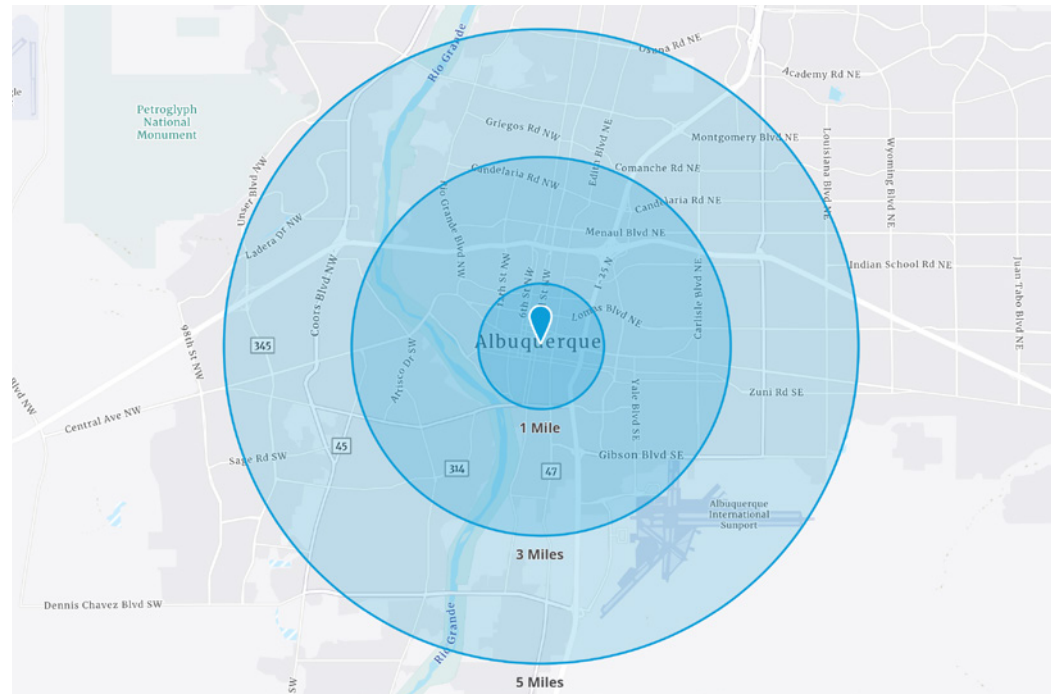 Rio Grande
Osuna Rd NE
Academy Rd NE
Petroglyph
National
Monument
Griegos Rd NW
Edith Blvd NE
Montgomery Blvd NE
Louisiana Blvd NE
Wyoming Blvd NE
Unser Blvd NW
Candelaria Rd NW
Comanche Rd NE
Rio Grande Blvd NW
Candelaria Rd NE
Ladera Dr NW
Menaul Blvd NE
Coors Blvd NW
12th St NW
6th St NW
St NW
I-25 N
Carlisle Blvd NE
Indian School Rd NE
Juan Tabo Blvd NE
98th St NW
Lomas Blvd NE
Albuquerque
345
Atrisco Dr SW
Blvd NW
Central Ave NW
Yale Blvd SE
Zuni Rd SE
1 Mile
45
Sage Rd SW
314
47
Gibson Blvd SE
Albuquerque
International
Sunport
3 Miles
Dennis Chavez Blvd SW
Rio Grande
5 Miles
SW